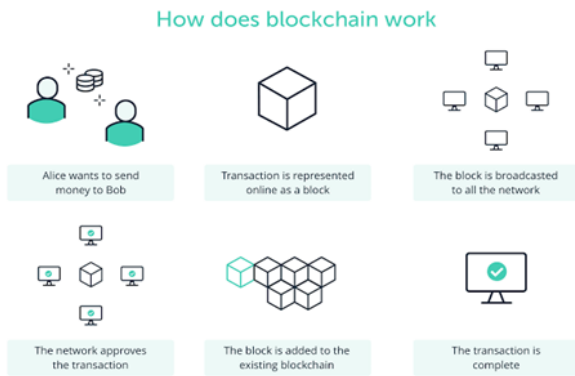 How does blockchain work
Alice wants to send
money to Bob
Transaction is represented
online as a block
The block is broadcasted
to all the network
The network approves
the transaction
The block is added to the
existing blockchain
The transaction is
complete